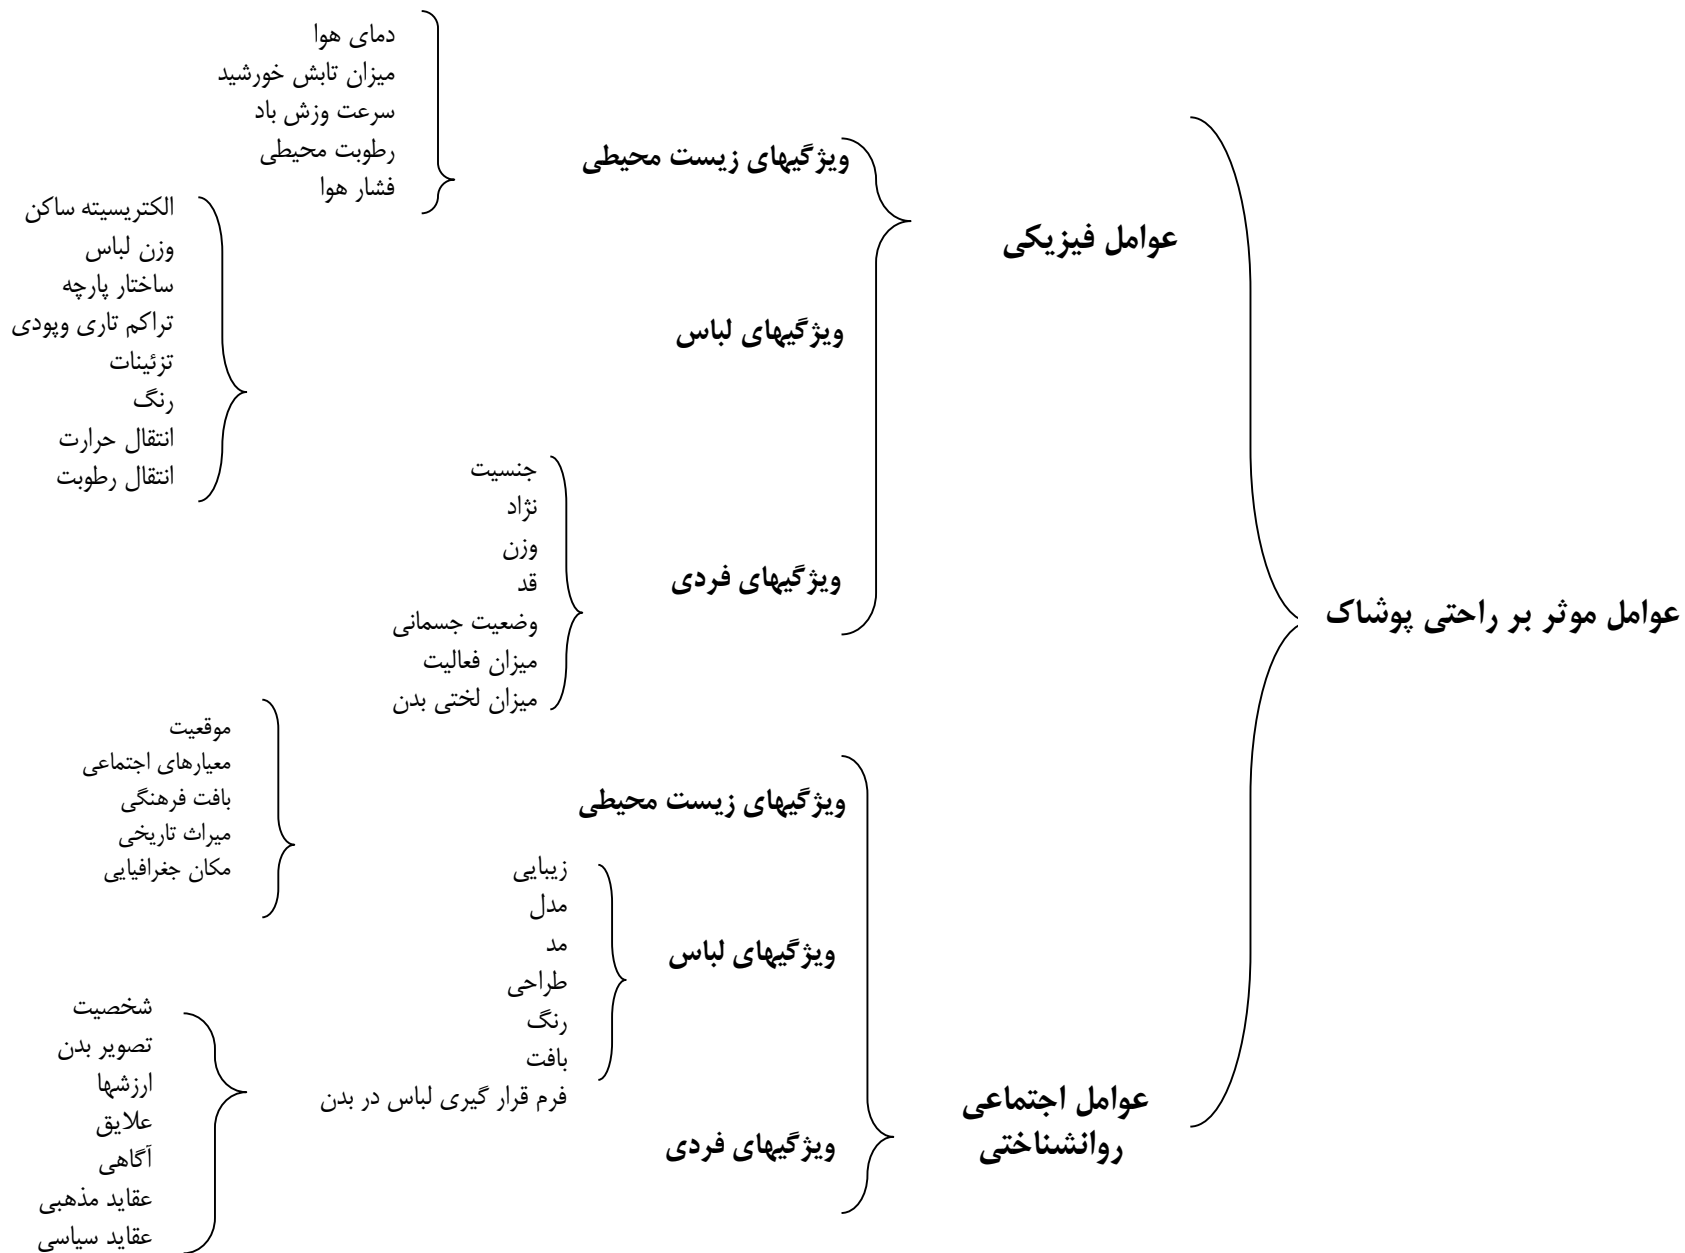 عوامل موثر بر راحتی پوشاک
عوامل فیزیکی
ویژگیهای زیست محیطی
دمای هوا
میزان تابش خورشید
سرعت وزش باد
رطوبت محیطی
فشار هوا
ویژگیهای لباس
الکتریسیته ساکن
وزن لباس
ساختار پارچه
تراکم تاری وپودی
تزئینات
رنگ
انتقال حرارت
انتقال رطوبت
ویژگیهای فردی
جنسیت
نژاد
وزن
قد
وضعیت جسمانی
میزان فعالیت
میزان لختی بدن
عوامل اجتماعی
روانشناختی
ویژگیهای زیست محیطی
موقعیت
معیارهای اجتماعی
بافت فرهنگی
میراث تاریخی
مکان جغرافیایی
ویژگیهای لباس
زیبایی
مدل
مد
طراحی
رنگ
بافت
فرم قرار گیری لباس در بدن
ویژگیهای فردی
شخصیت
تصویر بدن
ارزشها
علایق
آگاهی
عقاید مذهبی
عقاید سیاسی